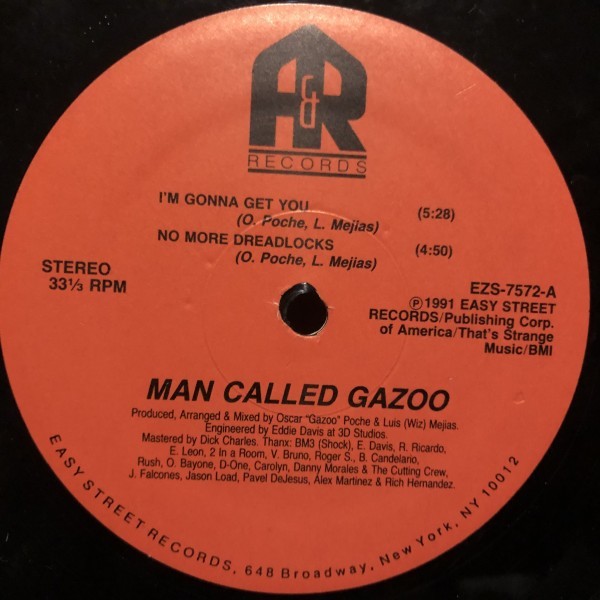 A&R
RECORDS
I'M GONNA GET YOU (5:28)
(O. Poche, L. Mejias)
NO MORE DREADLOCKS (4:50)
(O. Poche, L. Mejias)
STEREO
33⅓ RPM
EZS-7572-A
℗1991 EASY STREET
RECORDS/Publishing Corp.
of America/That's Strange
Music/BMI
MAN CALLED GAZOO
Produced, Arranged & Mixed by Oscar "Gazoo" Poche & Luis (Wiz) Mejias.
Engineered by Eddie Davis at 3D Studios.
Mastered by Dick Charles. Thanx: BM3 (Shock), E. Davis, R. Ricardo,
E. Leon, 2 In a Room, V. Bruno, Roger S., B. Candelario,
Rush, O. Bayone, D-One, Carolyn, Danny Morales & The Cutting Crew,
J. Falcones, Jason Load, Pavel DeJesus, Alex Martinez & Rich Hernandez.
EASY STREET RECORDS, 648 Broadway, New York, NY 10012